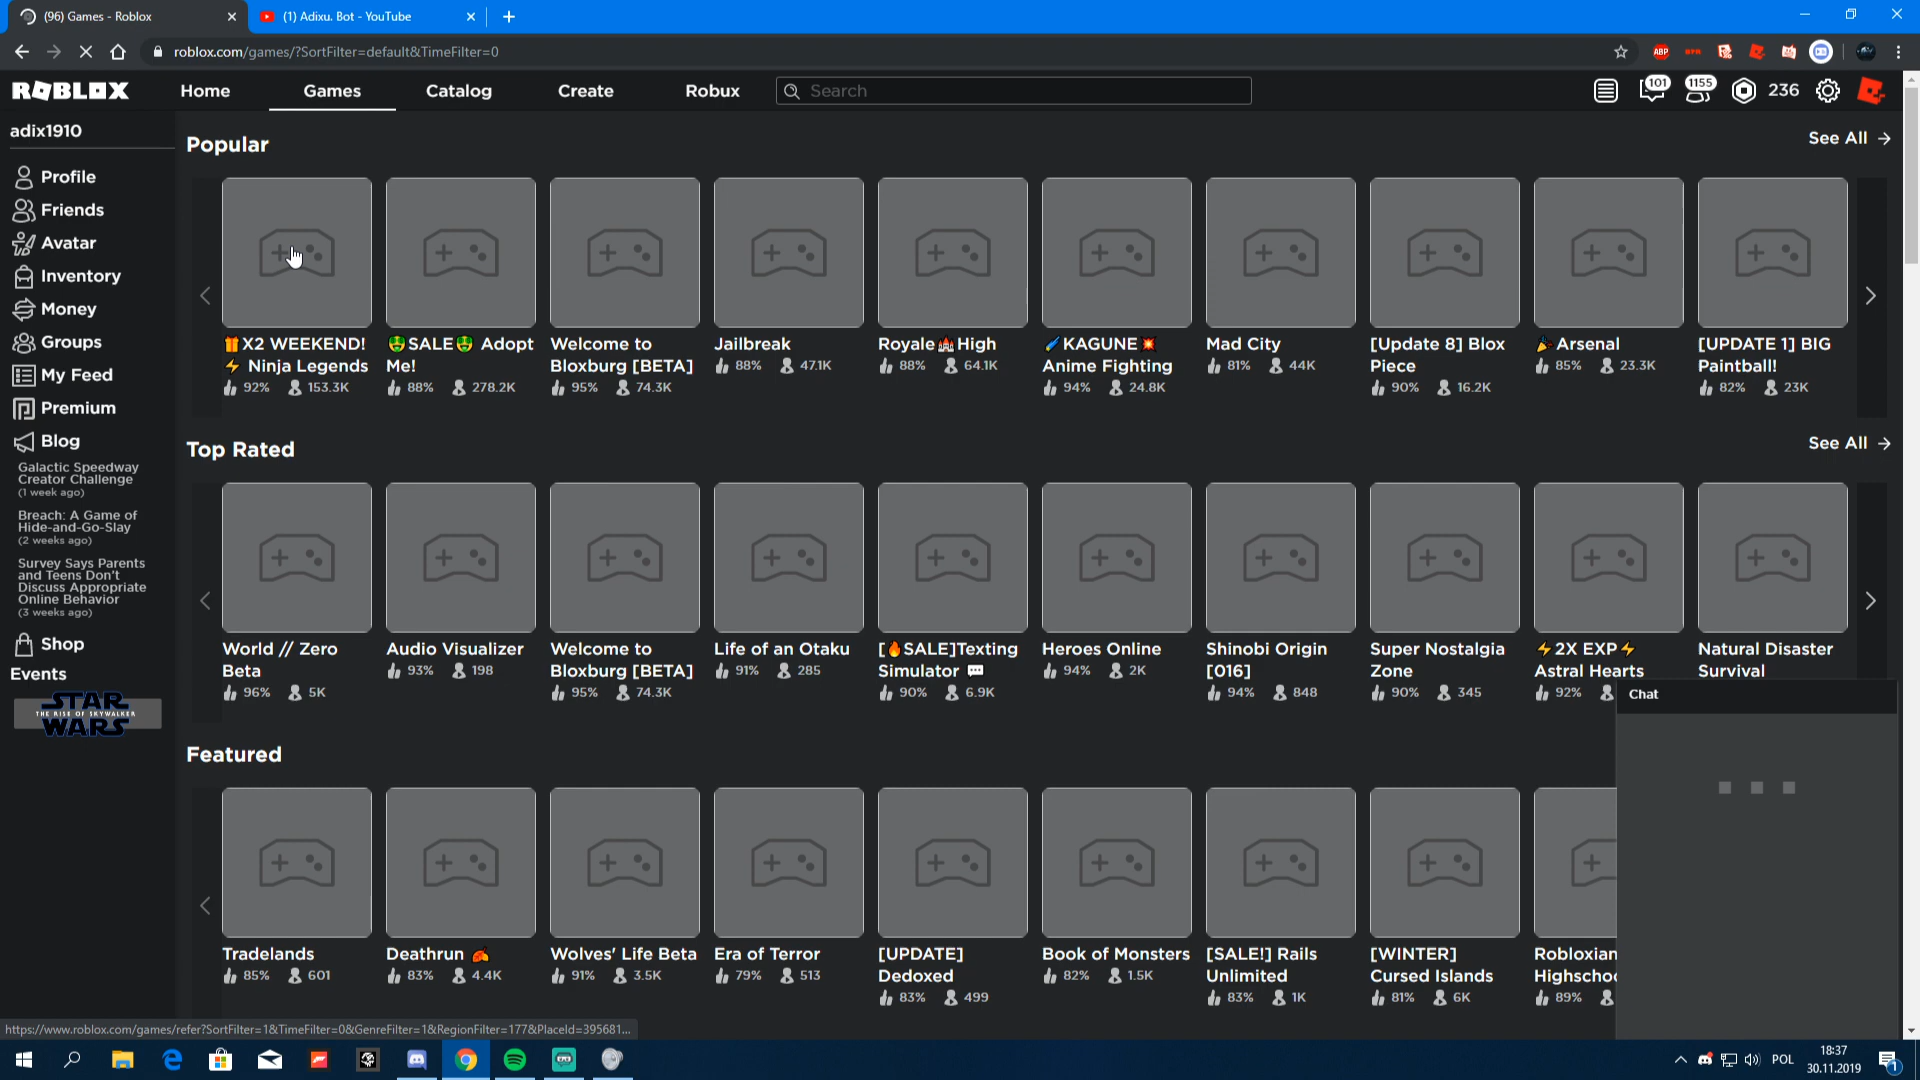 (96) Games - Roblox
(1) Adixu. Bot - YouTube
roblox.com/games/?SortFilter=default&TimeFilter=0
ABP
ROBLOX
Home
Games
Catalog
Create
Robux
Search
101
1155
236
adix1910
Profile
Friends
Avatar
Inventory
Money
Groups
My Feed
Premium
Blog
Galactic Speedway
Creator Challenge
(1 week ago)
Breach: A Game of
Hide-and-Go-Slay
(2 weeks ago)
Survey Says Parents
and Teens Don't
Discuss Appropriate
Online Behavior
(3 weeks ago)
Shop
Events
STAR
THE RISE OF SKYWALKER
WARS
Popular
See All →
🎁X2 WEEKEND!
⚡ Ninja Legends
92% 153.3K
🤑SALE🤑 Adopt
Me!
88% 278.2K
Welcome to
Bloxburg [BETA]
95% 74.3K
Jailbreak
88% 47.1K
Royale🏰High
88% 64.1K
KAGUNE💥
Anime Fighting
94% 24.8K
Mad City
81% 44K
[Update 8] Blox
Piece
90% 16.2K
Arsenal
85% 23.3K
[UPDATE 1] BIG
Paintball!
82% 23K
Top Rated
See All →
World // Zero
Beta
96% 5K
Audio Visualizer
93% 198
Welcome to
Bloxburg [BETA]
95% 74.3K
Life of an Otaku
91% 285
[🔥SALE]Texting
Simulator 💬
90% 6.9K
Heroes Online
94% 2K
Shinobi Origin
[016]
94% 848
Super Nostalgia
Zone
90% 345
⚡2X EXP⚡
Astral Hearts
92%
Natural Disaster
Survival
Chat
Featured
Tradelands
85% 601
Deathrun 🍂
83% 4.4K
Wolves' Life Beta
91% 3.5K
Era of Terror
79% 513
[UPDATE]
Dedoxed
83% 499
Book of Monsters
82% 1.5K
[SALE!] Rails
Unlimited
83% 1K
[WINTER]
Cursed Islands
81% 6K
Robloxian
Highschoo
89%
https://www.roblox.com/games/refer?SortFilter=1&TimeFilter=0&GenreFilter=1&RegionFilter=177&PlaceId=395681...
POL
18:37
30.11.2019
1